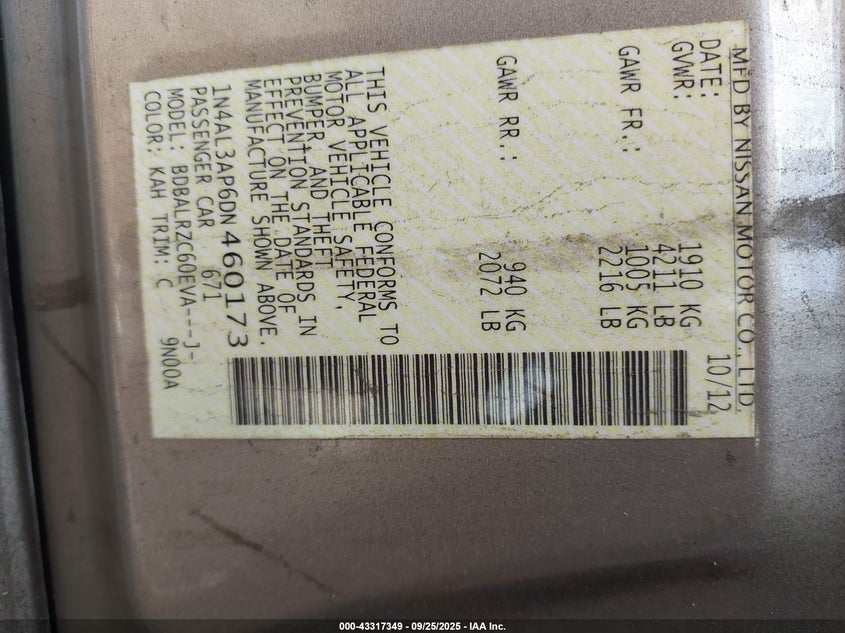 MFD BY NISSAN MOTOR CO., LTD.
DATE: 10/12
GVWR: 1910 KG
4211 LB
GAWR FR.: 1005 KG
2216 LB
GAWR RR.: 940 KG
2072 LB
THIS VEHICLE CONFORMS TO
ALL APPLICABLE FEDERAL
MOTOR VEHICLE SAFETY,
BUMPER, AND THEFT
PREVENTION STANDARDS IN
EFFECT ON THE DATE OF
MANUFACTURE SHOWN ABOVE.
1N4AL3AP6DN460173
PASSENGER CAR 671
MODEL: BDBALRZC60EVA---J-
COLOR: KAH TRIM: C 9N00A
000-43317349 - 09/25/2025 - IAA Inc.